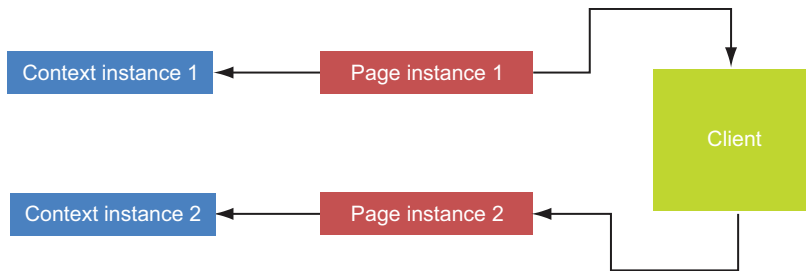 Context instance 1
Page instance 1
Client
Context instance 2
Page instance 2